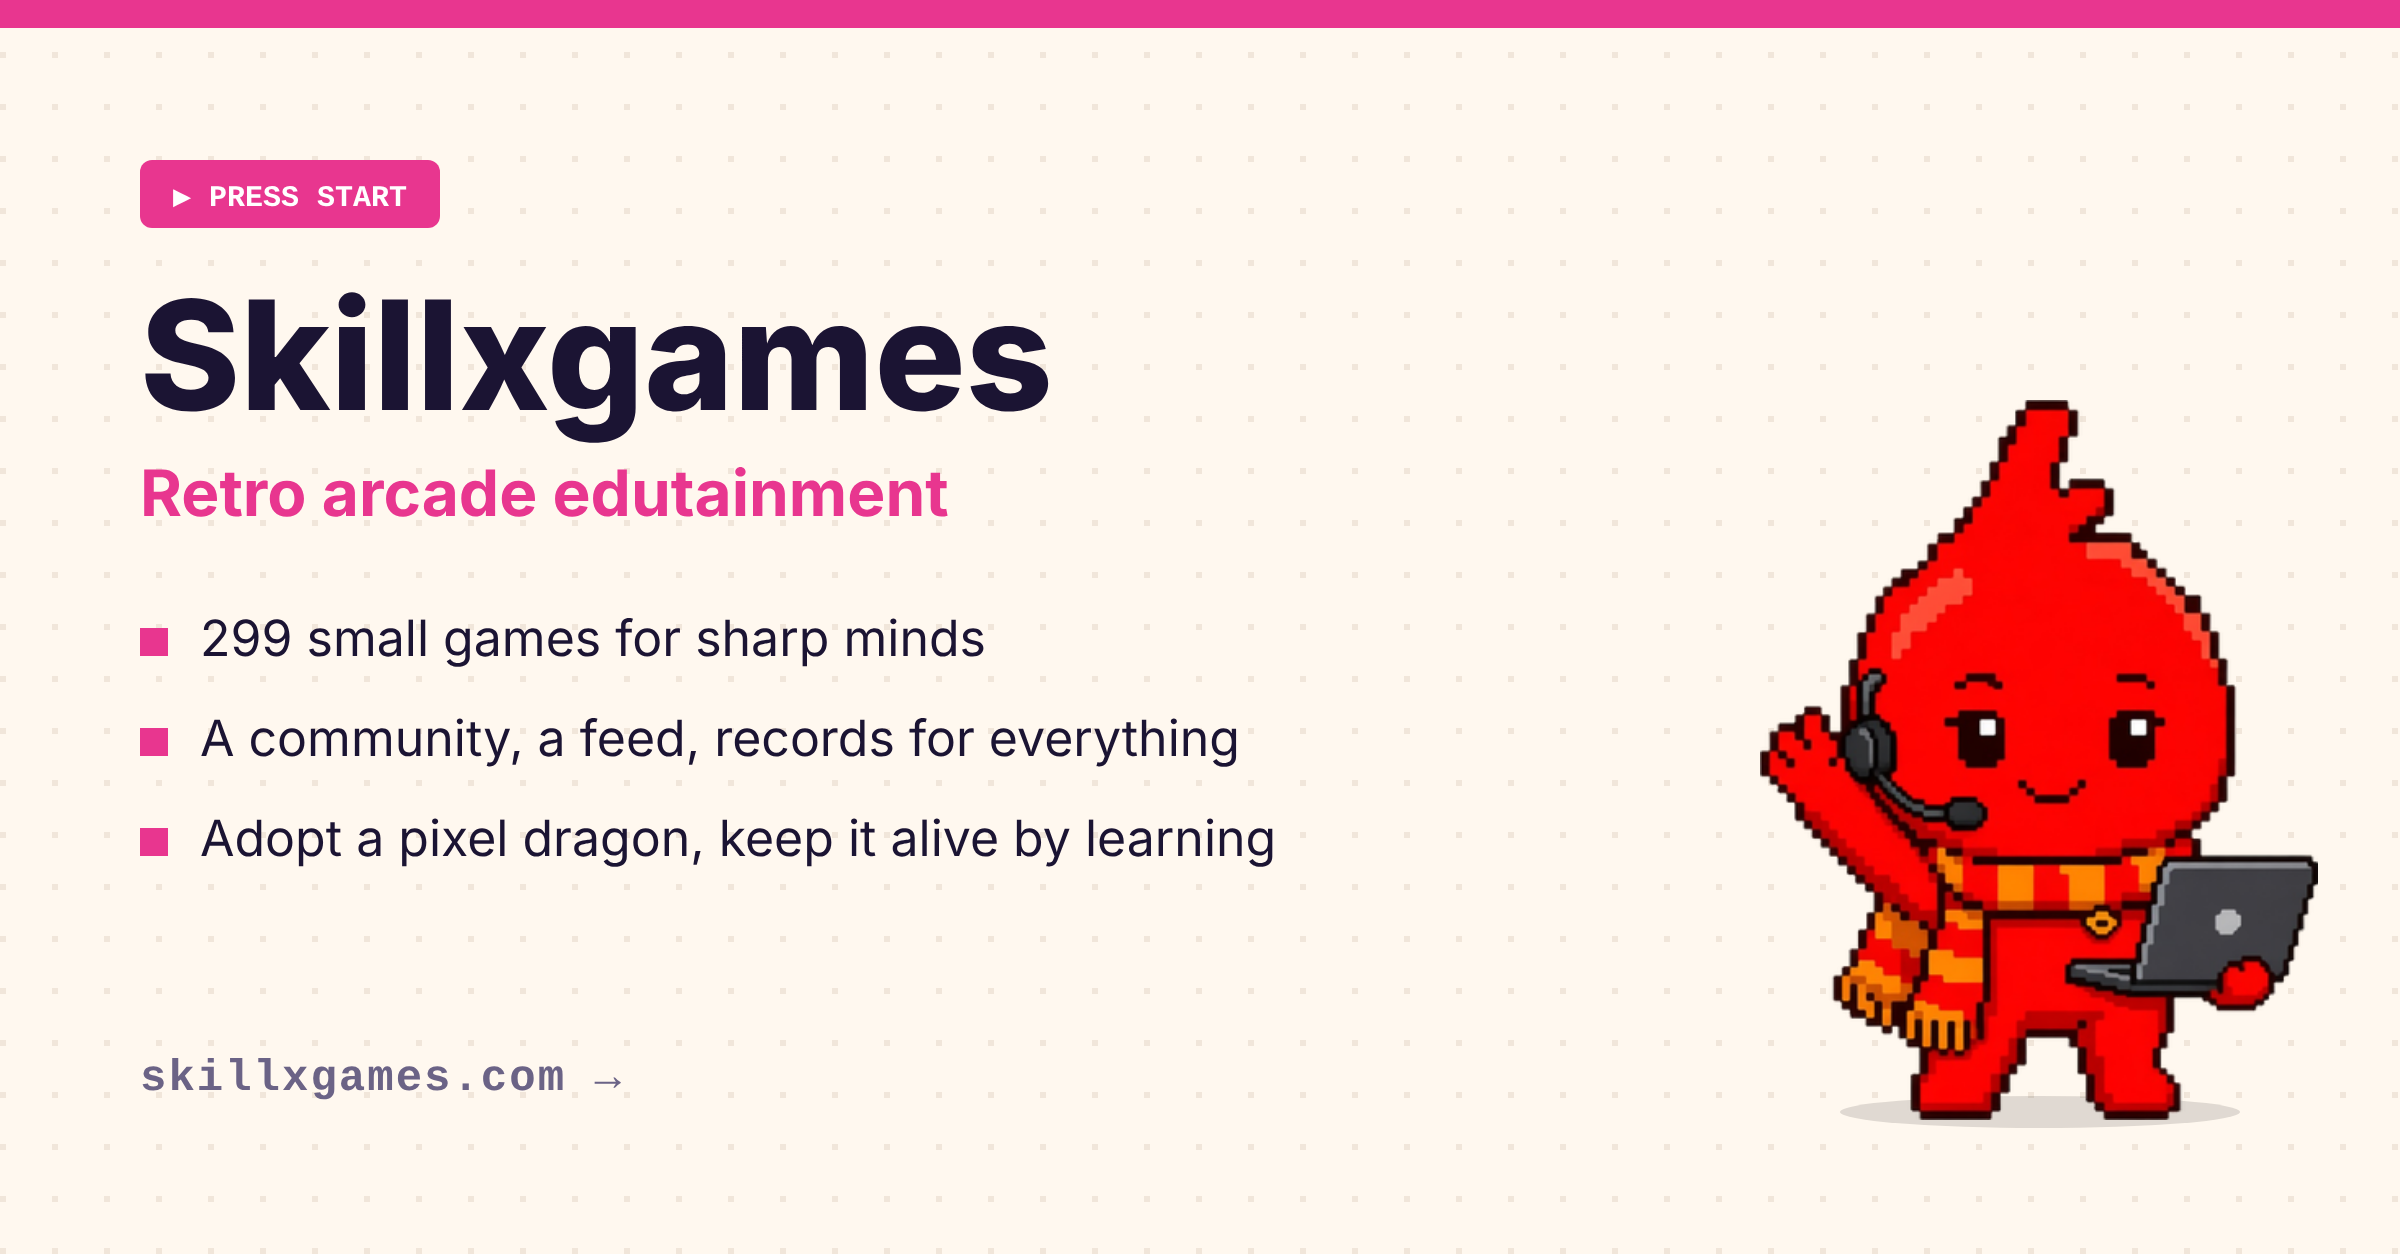 ▶ PRESS START
Skillxgames
Retro arcade edutainment
299 small games for sharp minds
A community, a feed, records for everything
Adopt a pixel dragon, keep it alive by learning
skillxgames.com →